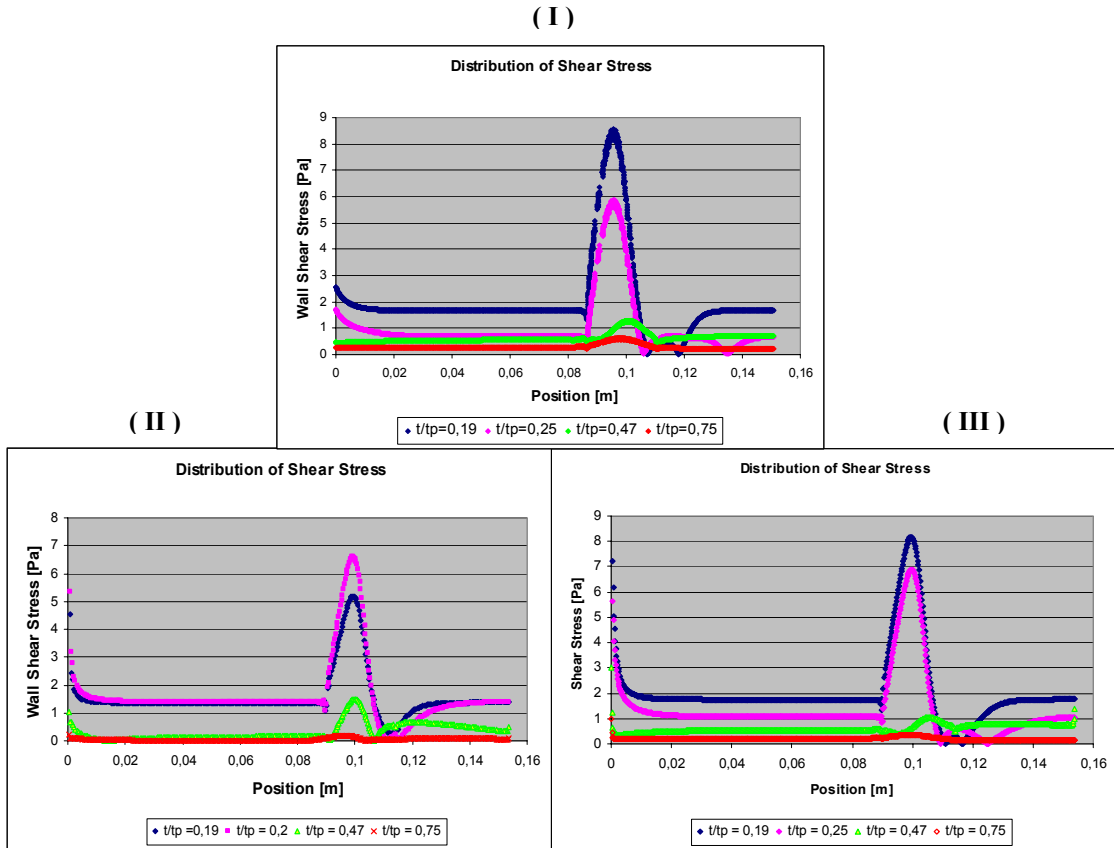 ( I )
Distribution of Shear Stress
Wall Shear Stress [Pa]
9
8
7
6
5
4
3
2
1
0
0 0,02 0,04 0,06 0,08 0,1 0,12 0,14 0,16
Position [m]
t/tp=0,19 t/tp=0,25 t/tp=0,47 t/tp=0,75
( II )
Distribution of Shear Stress
Wall Shear Stress [Pa]
8
7
6
5
4
3
2
1
0
0 0,02 0,04 0,06 0,08 0,1 0,12 0,14 0,16
Position [m]
t/tp =0,19 t/tp = 0,2 t/tp = 0,47 t/tp = 0,75
( III )
Distribution of Shear Stress
Shear Stress [Pa]
9
8
7
6
5
4
3
2
1
0
0 0,02 0,04 0,06 0,08 0,1 0,12 0,14 0,16
Position [m]
t/tp = 0,19 t/tp = 0,25 t/tp = 0,47 t/tp = 0,75